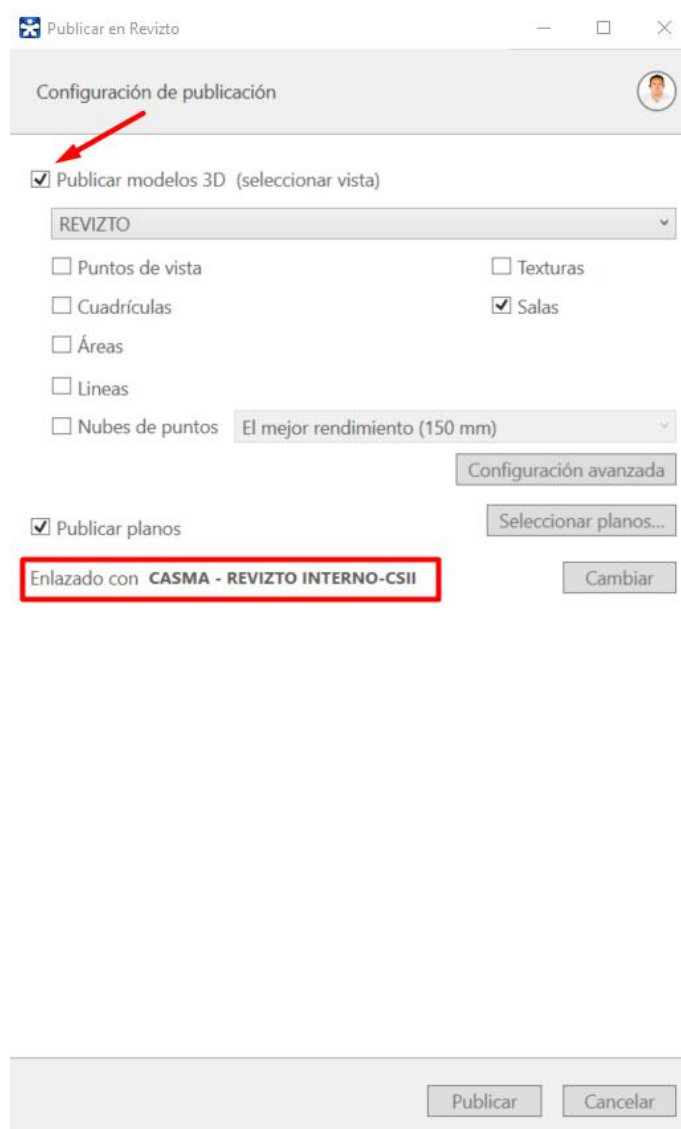 Publicar en Revizto
Configuración de publicación
Publicar modelos 3D (seleccionar vista)
REVIZTO
Puntos de vista
Texturas
Cuadrículas
Salas
Áreas
Lineas
Nubes de puntos El mejor rendimiento (150 mm)
Configuración avanzada
Publicar planos
Seleccionar planos...
Enlazado con CASMA - REVIZTO INTERNO-CSII
Cambiar
Publicar
Cancelar